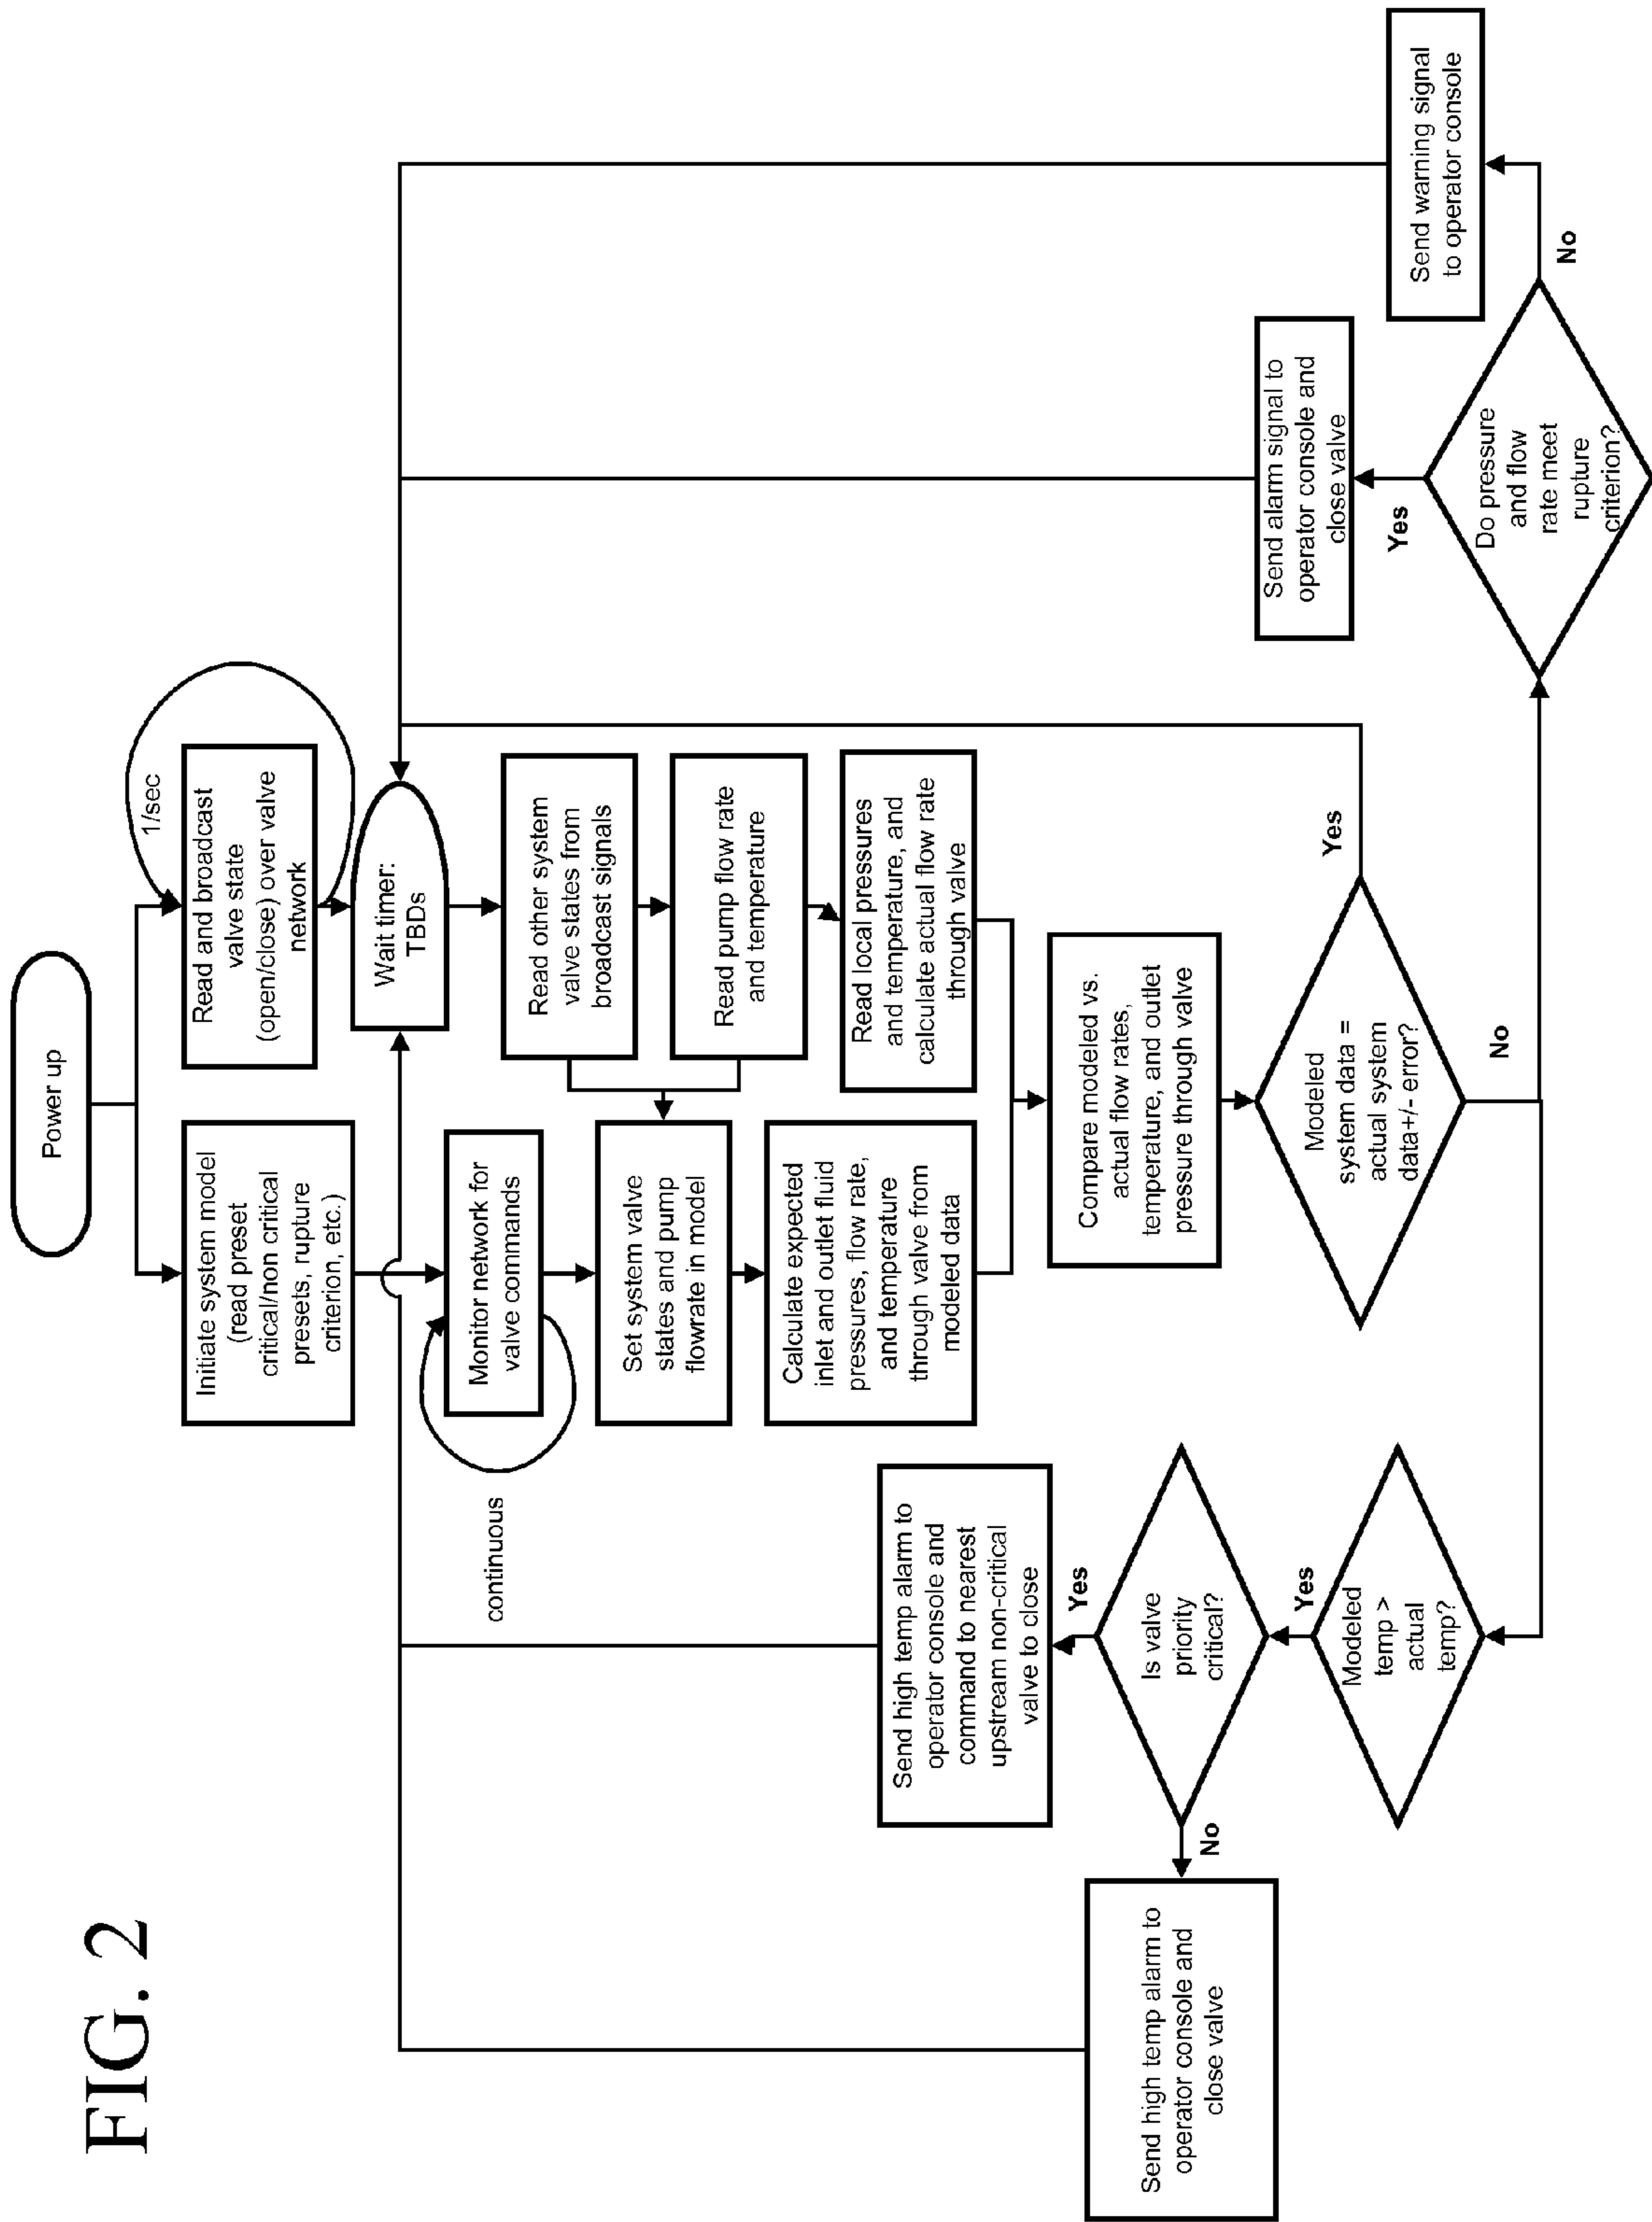 FIG. 2
Power up
Initiate system model
(read preset
critical/non critical
presets, rupture
criterion, etc.)
Read and broadcast
valve state
(open/close) over valve
network
1/sec
Monitor network for
valve commands
continuous
Wait timer:
TBDs
Set system valve
states and pump
flowrate in model
Read other system
valve states from
broadcast signals
Read pump flow rate
and temperature
Calculate expected
inlet and outlet fluid
pressures, flow rate,
and temperature
through valve from
modeled data
Read local pressures
and temperature, and
calculate actual flow rate
through valve
Compare modeled vs.
actual flow rates,
temperature, and outlet
pressure through valve
Modeled
system data =
actual system
data+/- error?
Yes
No
Send high temp alarm to
operator console and
command to nearest
upstream non-critical
valve to close
Yes
Is valve
priority
critical?
No
Yes
Modeled
temp >
actual
temp?
Send high temp alarm to
operator console and
close valve
Send alarm signal to
operator console and
close valve
Yes
Do pressure
and flow
rate meet
rupture
criterion?
No
Send warning signal
to operator console